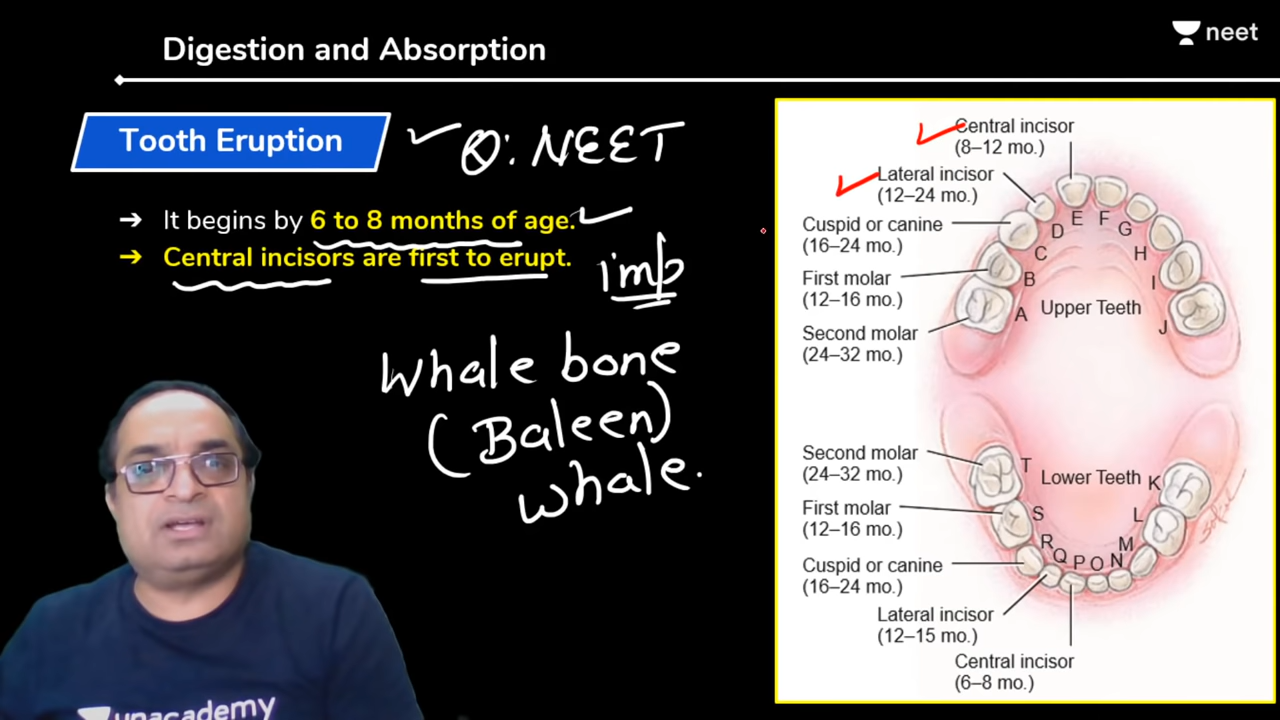 Digestion and Absorption
neet
Tooth Eruption
Q: NEET
➔ It begins by 6 to 8 months of age.
➔ Central incisors are first to erupt.
imp
Whale bone
(Baleen)
whale.
Central incisor
(8–12 mo.)
Lateral incisor
(12–24 mo.)
Cuspid or canine
(16–24 mo.)
First molar
(12–16 mo.)
Second molar
(24–32 mo.)
E F
D G
C H
B I
A Upper Teeth J
Second molar
(24–32 mo.)
First molar
(12–16 mo.)
Cuspid or canine
(16–24 mo.)
Lateral incisor
(12–15 mo.)
Central incisor
(6–8 mo.)
T Lower Teeth K
S L
R M
Q P O N
unacademy